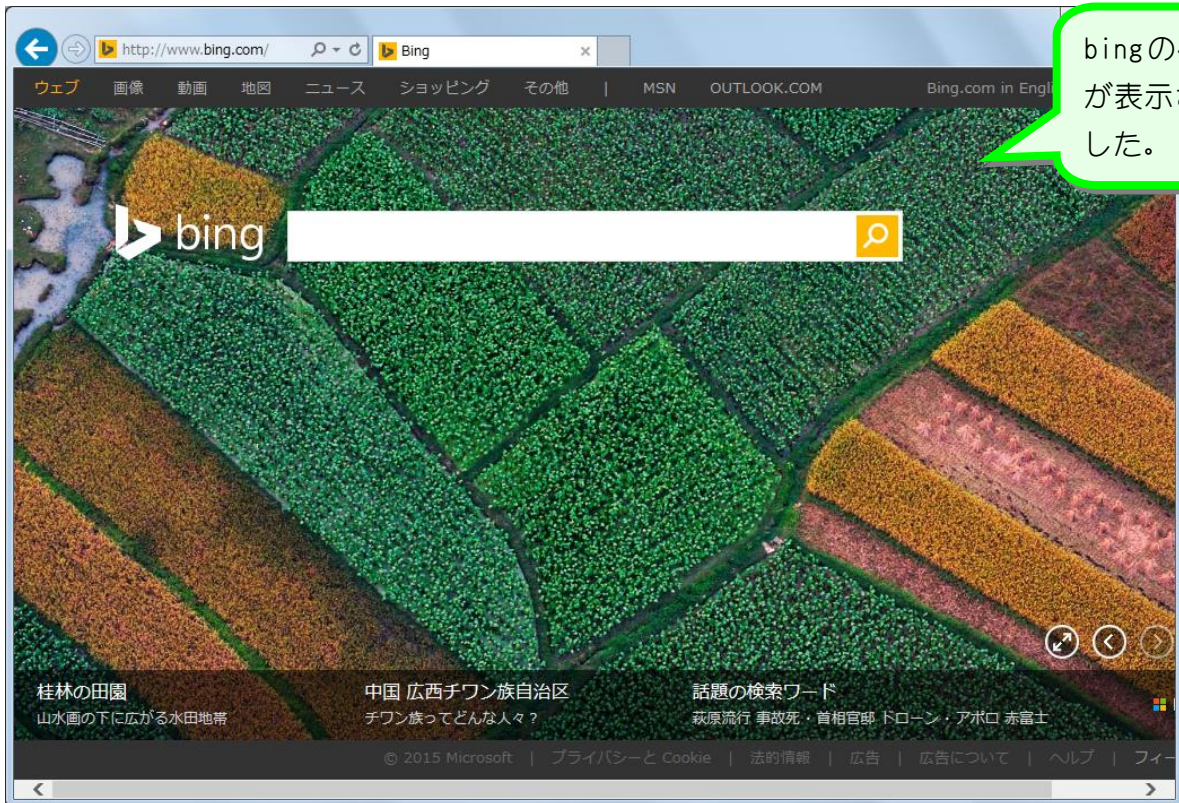 http://www.bing.com/
Bing
ウェブ 画像 動画 地図 ニュース ショッピング その他 | MSN OUTLOOK.COM Bing.com in Engli
bingの
が表示
した。
bing
桂林の田園
山水画の下に広がる水田地帯
中国 広西チワン族自治区
チワン族ってどんな人々？
話題の検索ワード
萩原流行 事故死・首相官邸 ドローン・アポロ 赤富士
© 2015 Microsoft | プライバシーと Cookie | 法的情報 | 広告 | 広告について | ヘルプ | フィー